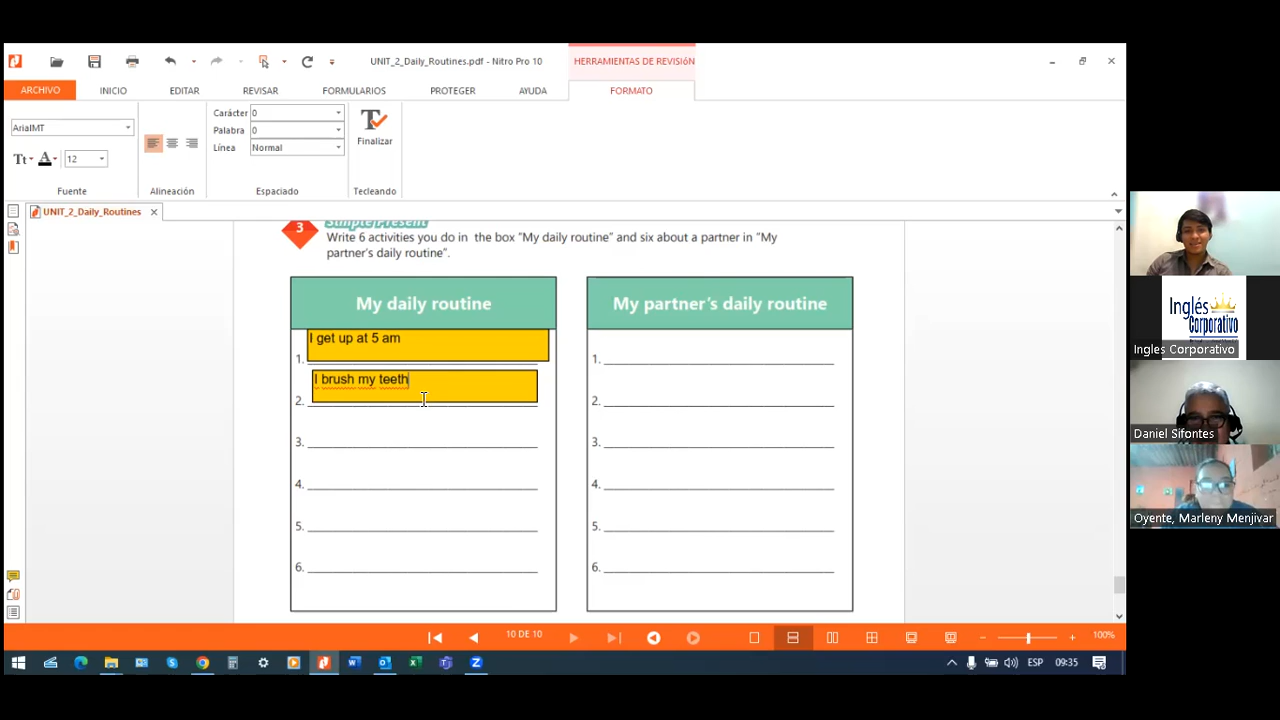 UNIT_2_Daily_Routines.pdf - Nitro Pro 10
HERRAMIENTAS DE REVISIÓN
ARCHIVO
INICIO
EDITAR
REVISAR
FORMULARIOS
PROTEGER
AYUDA
FORMATO
ArialMT
Tt
A
12
Fuente
Alineación
Carácter 0
Palabra 0
Línea Normal
Espaciado
T
Finalizar
Tecleando
UNIT_2_Daily_Routines
3
Simple Present
Write 6 activities you do in the box “My daily routine” and six about a partner in “My
partner’s daily routine”.
My daily routine
I get up at 5 am
1.
I brush my teeth
2.
3.
4.
5.
6.
My partner’s daily routine
1.
2.
3.
4.
5.
6.
10 DE 10
100%
ESP
09:35
Inglés
Corporativo
Ingles Corporativo
Daniel Sifontes
Oyente, Marleny Menjivar